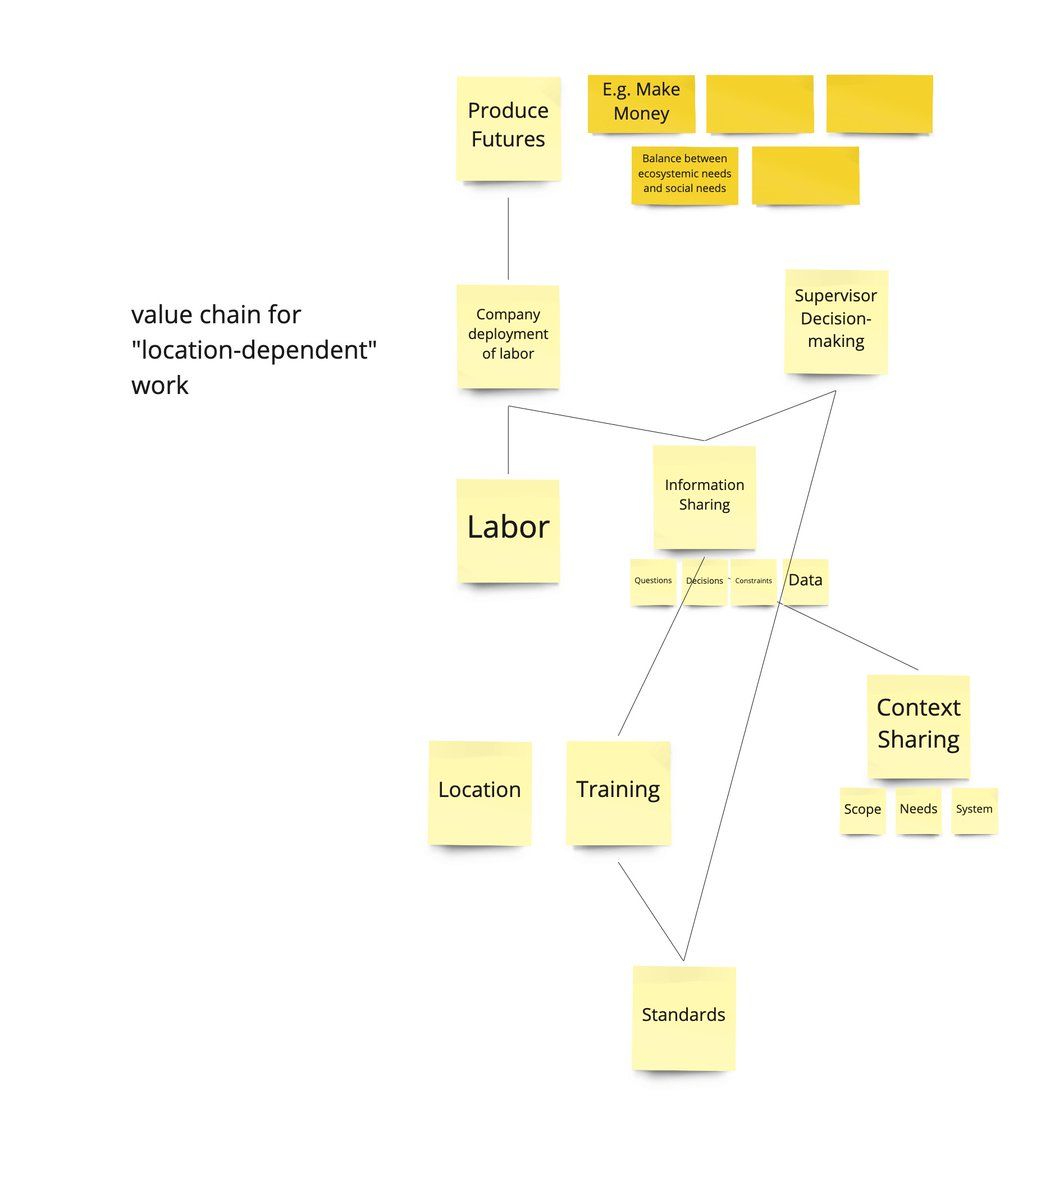 Produce
Futures
E.g. Make
Money
Balance between
ecosystemic needs
and social needs
value chain for
"location-dependent"
work
Company
deployment
of labor
Supervisor
Decision-
making
Labor
Information
Sharing
Questions
Decisions
Constraints
Data
Context
Sharing
Scope
Needs
System
Location
Training
Standards